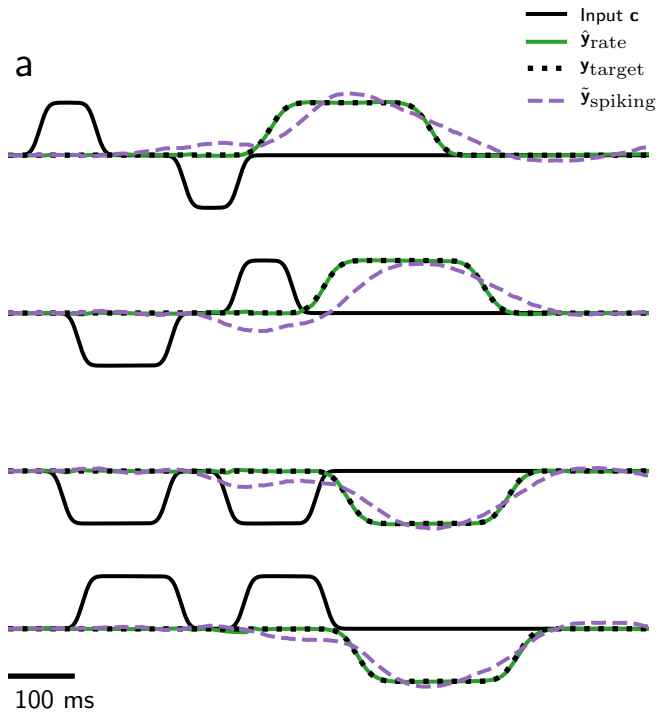 Input c
ŷrate
ytarget
ỹspiking
a
100 ms